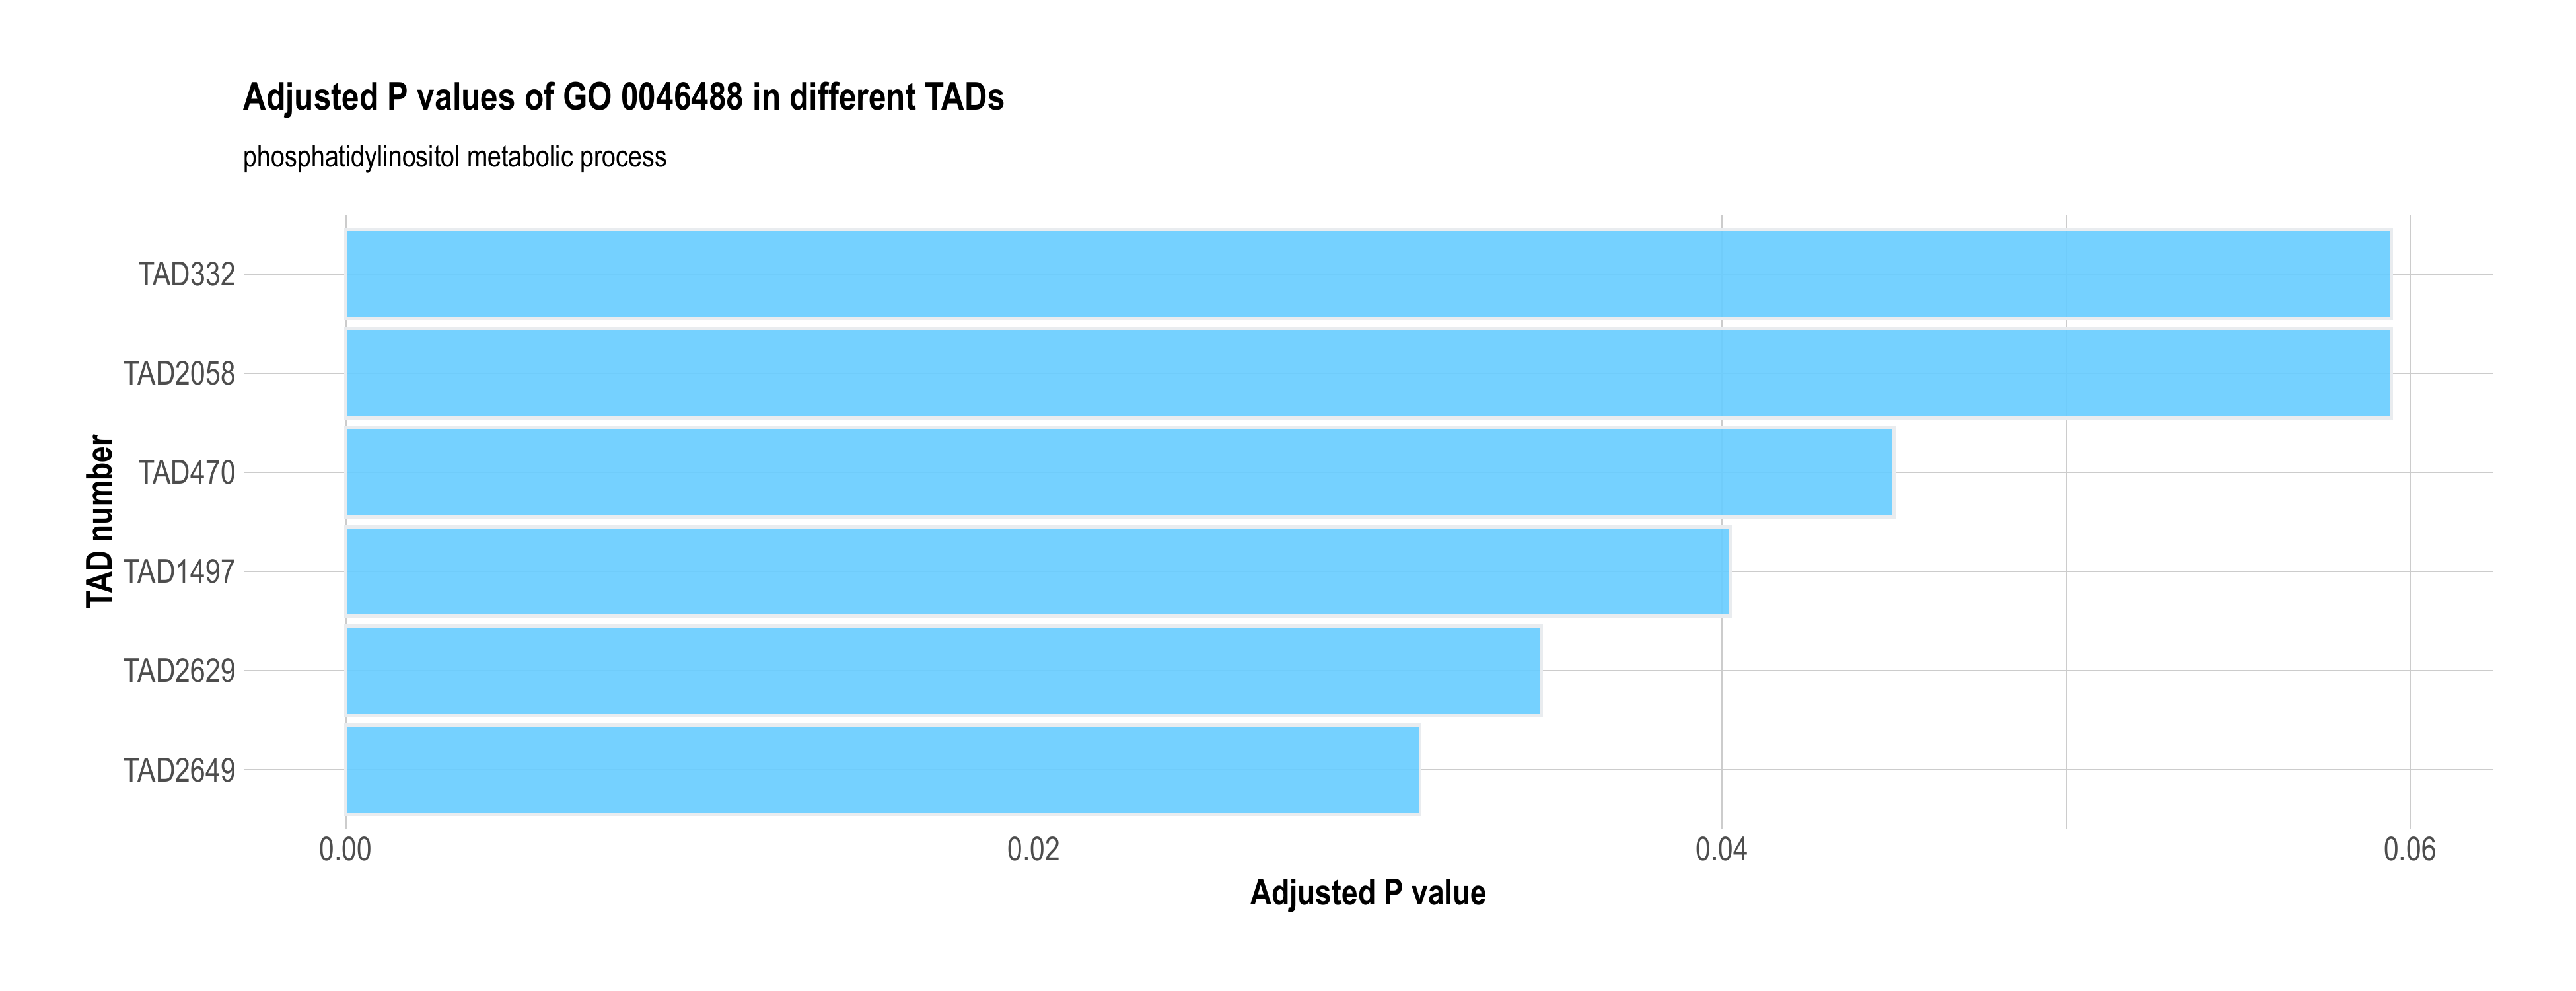 Adjusted P values of GO 0046488 in different TADs
phosphatidylinositol metabolic process
TAD number
TAD332
TAD2058
TAD470
TAD1497
TAD2629
TAD2649
0.00
0.02
0.04
0.06
Adjusted P value